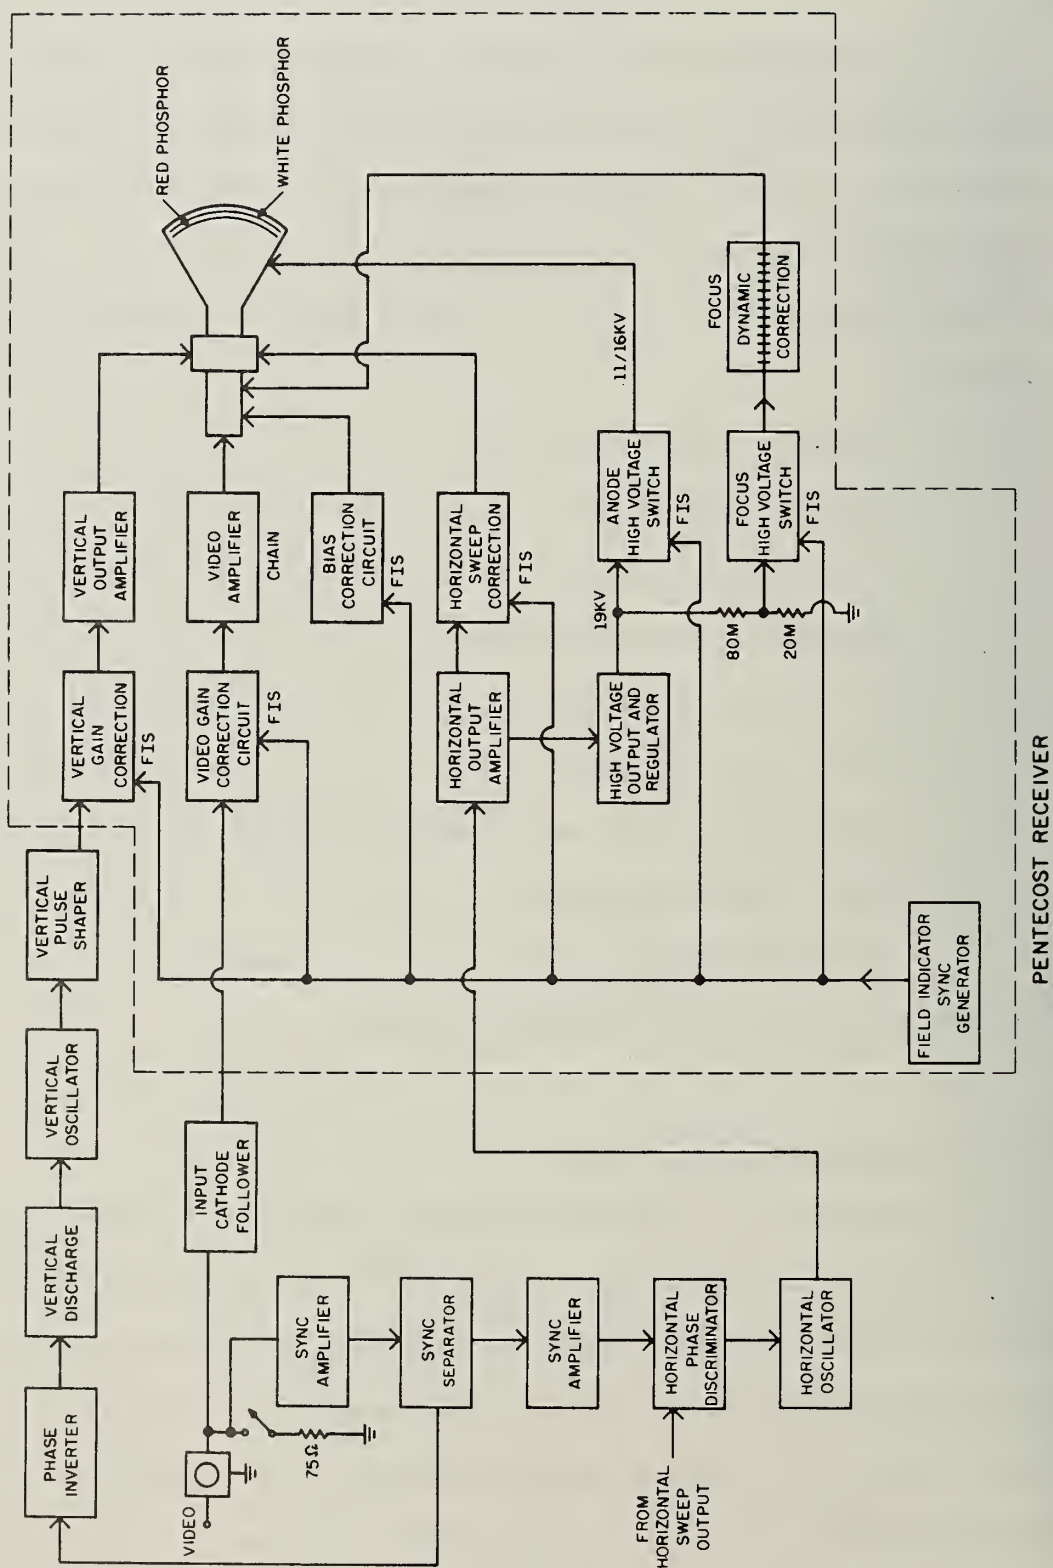 PHASE
INVERTER
VERTICAL
DISCHARGE
VERTICAL
OSCILLATOR
VERTICAL
PULSE
SHAPER
VERTICAL
GAIN
CORRECTION
FIS
VERTICAL
OUTPUT
AMPLIFIER
RED PHOSPHOR
WHITE PHOSPHOR
VIDEO
75Ω
INPUT
CATHODE
FOLLOWER
VIDEO GAIN
CORRECTION
CIRCUIT
FIS
VIDEO
AMPLIFIER
CHAIN
SYNC
AMPLIFIER
BIAS
CORRECTION
CIRCUIT
FIS
SYNC
SEPARATOR
HORIZONTAL
OUTPUT
AMPLIFIER
HORIZONTAL
SWEEP
CORRECTION
FIS
SYNC
AMPLIFIER
HIGH VOLTAGE
OUTPUT AND
REGULATOR
19KV
ANODE
HIGH VOLTAGE
SWITCH
FIS
11/16KV
FROM
HORIZONTAL
SWEEP
OUTPUT
HORIZONTAL
PHASE
DISCRIMINATOR
80M
20M
FOCUS
HIGH VOLTAGE
SWITCH
FIS
FOCUS
DYNAMIC
CORRECTION
HORIZONTAL
OSCILLATOR
FIELD INDICATOR
SYNC
GENERATOR
PENTECOST RECEIVER